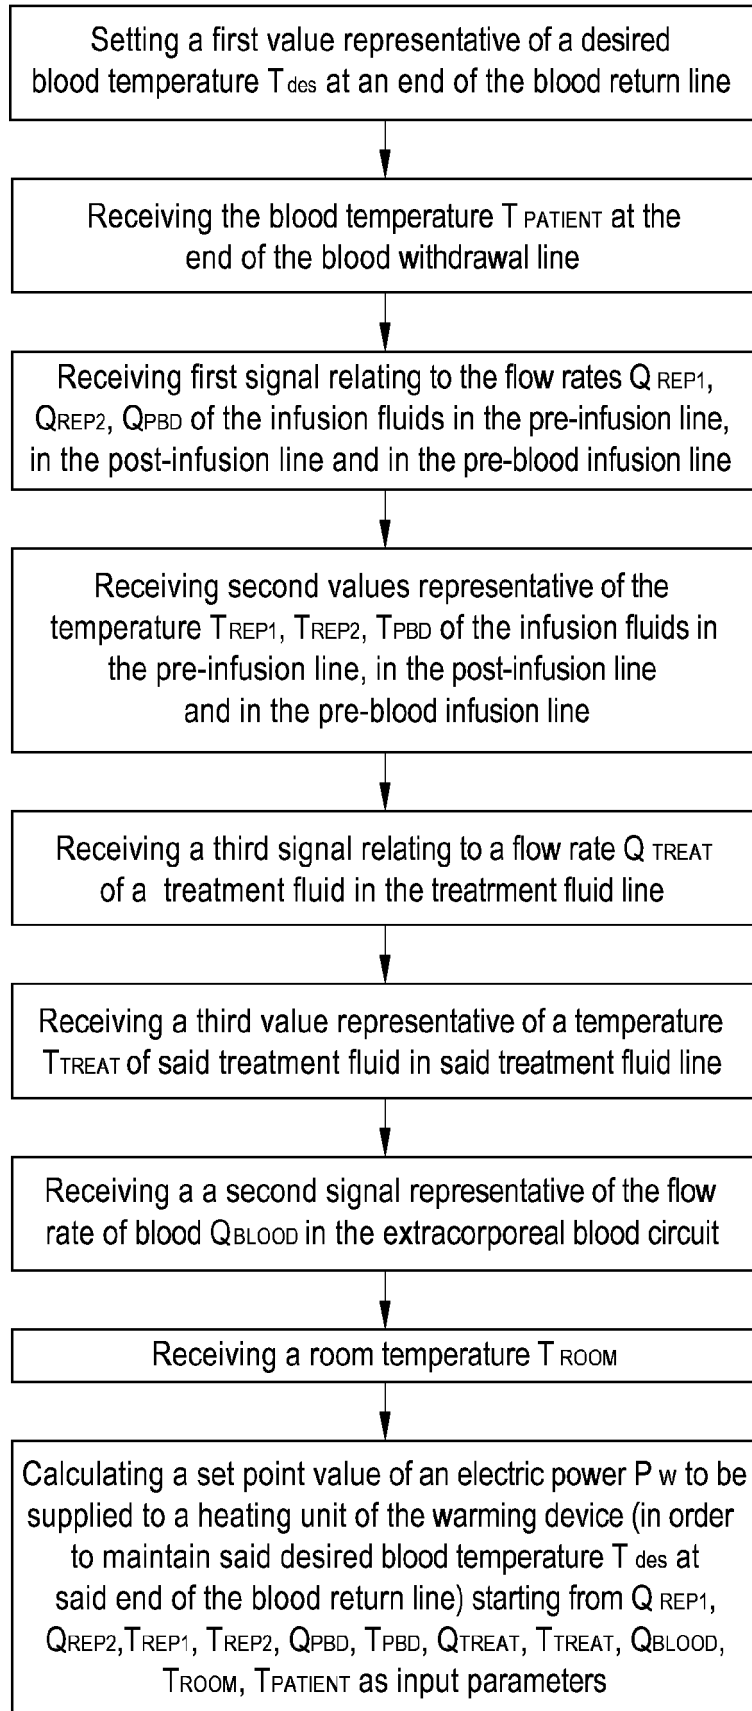 Setting a first value representative of a desired
blood temperature T des at an end of the blood return line
Receiving the blood temperature T PATIENT at the
end of the blood withdrawal line
Receiving first signal relating to the flow rates Q REP1,
QREP2, QPBD of the infusion fluids in the pre-infusion line,
in the post-infusion line and in the pre-blood infusion line
Receiving second values representative of the
temperature TREP1, TREP2, TPBD of the infusion fluids in
the pre-infusion line, in the post-infusion line
and in the pre-blood infusion line
Receiving a third signal relating to a flow rate Q TREAT
of a treatment fluid in the treatrment fluid line
Receiving a third value representative of a temperature
TTREAT of said treatment fluid in said treatment fluid line
Receiving a a second signal representative of the flow
rate of blood QBLOOD in the extracorporeal blood circuit
Receiving a room temperature T ROOM
Calculating a set point value of an electric power P w to be
supplied to a heating unit of the warming device (in order
to maintain said desired blood temperature T des at
said end of the blood return line) starting from Q REP1,
QREP2,TREP1, TREP2, QPBD, TPBD, QTREAT, TTREAT, QBLOOD,
TROOM, TPATIENT as input parameters